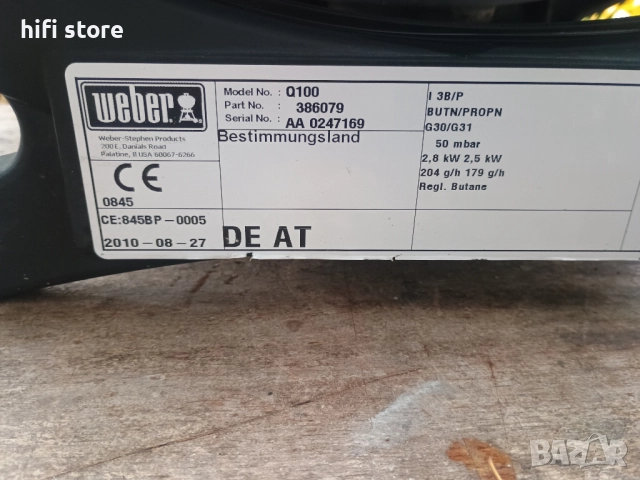 hifi store
weber
Weber-Stephen Products
200 E. Daniels Road
Palatine, Il USA 60067-6266
CE
0845
CE:845BP-0005
2010-08-27
Model No. : Q100
Part No. : 386079
Serial No. : AA 0247169
Bestimmungsland
DE AT
I 3B/P
BUTN/PROPN
G30/G31
50 mbar
2,8 kW 2,5 kW
204 g/h 179 g/h
Regl. Butane
BAZAR